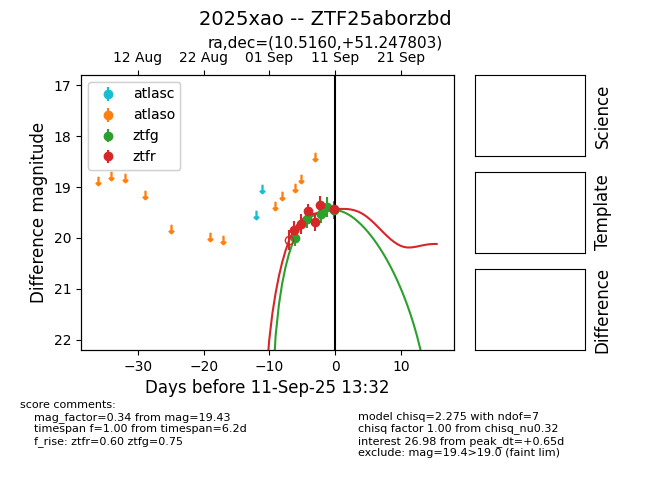 2025xao -- ZTF25aborzbd
ra,dec=(10.5160,+51.247803)
12 Aug 22 Aug 01 Sep 11 Sep 21 Sep
atlasc
atlaso
ztfg
ztfr
17
18
19
20
21
22
Difference magnitude
−30 −20 −10 0 10
Days before 11-Sep-25 13:32
Science
Template
Difference
score comments:
mag_factor=0.34 from mag=19.43
timespan f=1.00 from timespan=6.2d
f_rise: ztfr=0.60 ztfg=0.75
model chisq=2.275 with ndof=7
chisq factor 1.00 from chisq_nu0.32
interest 26.98 from peak_dt=+0.65d
exclude: mag=19.4>19.0 (faint lim)